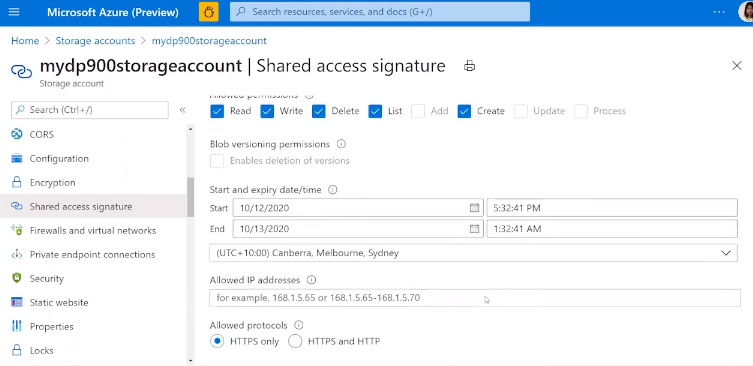 Microsoft Azure (Preview)
Search resources, services, and docs (G+/)
Home > Storage accounts > mydp900storageaccount
mydp900storageaccount | Shared access signature
Storage account
Search (Ctrl+/)
CORS
Configuration
Encryption
Shared access signature
Firewalls and virtual networks
Private endpoint connections
Security
Static website
Properties
Locks
Allowed permissions
Read Write Delete List Add Create Update Process
Blob versioning permissions
Enables deletion of versions
Start and expiry date/time
Start 10/12/2020 5:32:41 PM
End 10/13/2020 1:32:41 AM
(UTC+10:00) Canberra, Melbourne, Sydney
Allowed IP addresses
for example, 168.1.5.65 or 168.1.5.65-168.1.5.70
Allowed protocols
HTTPS only HTTPS and HTTP